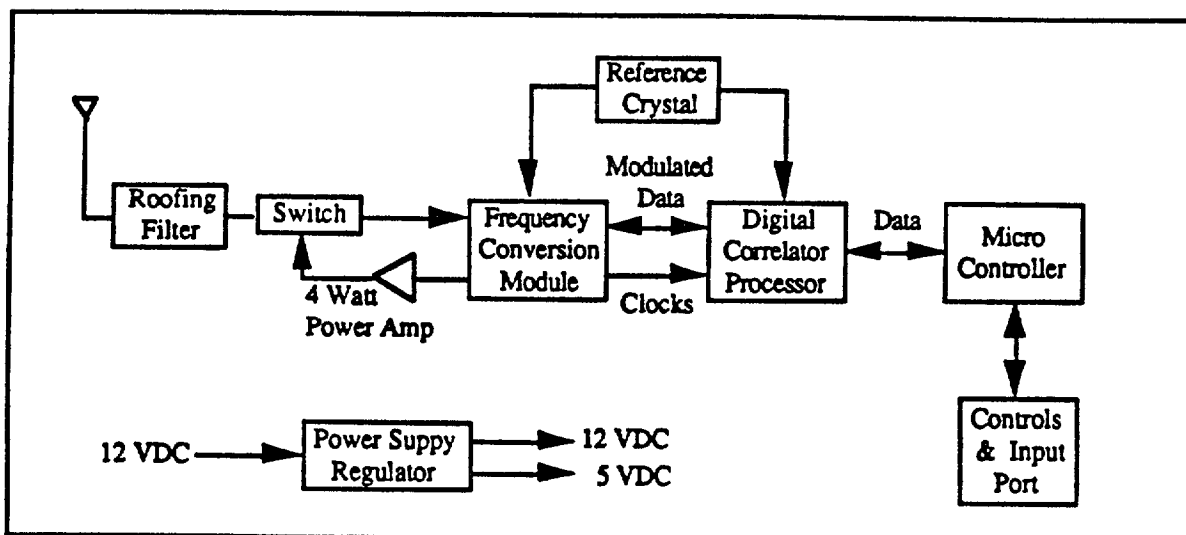 Reference
Crystal
Roofing
Filter
Switch
Frequency
Conversion
Module
Modulated
Data
Clocks
Digital
Correlator
Processor
Data
Micro
Controller
4 Watt
Power Amp
Controls
& Input
Port
12 VDC
Power Suppy
Regulator
12 VDC
5 VDC